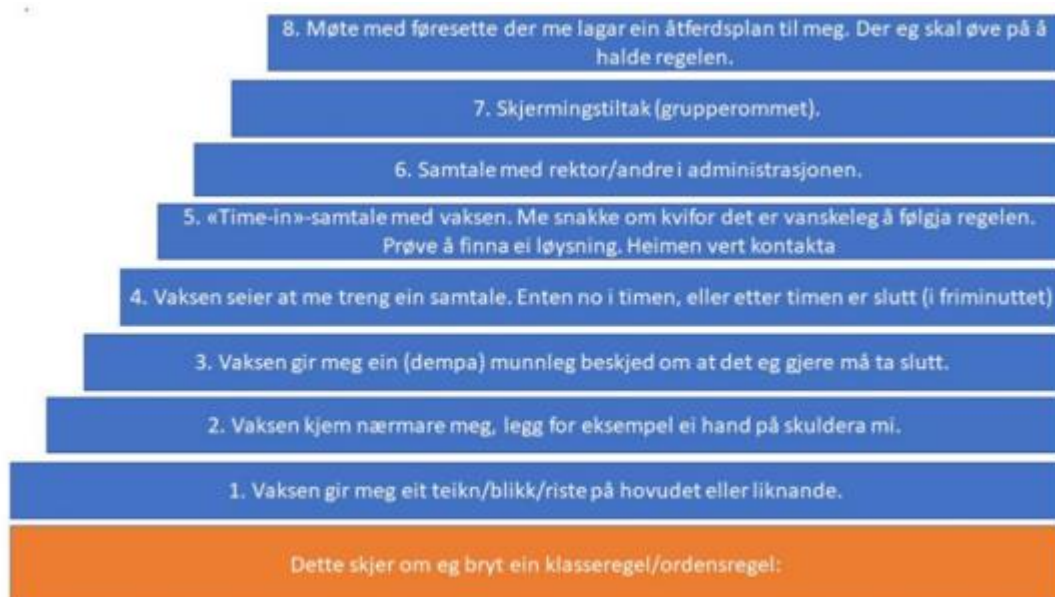 8. Møte med føresette der me lagar ein åtferdsplan til meg. Der eg skal øve på å
halde regelen.
7. Skjermingstiltak (grupperommet).
6. Samtale med rektor/andre i administrasjonen.
5. «Time-in»-samtale med vaksen. Me snakke om kvifor det er vanskeleg å følgja regelen.
Prøve å finna ei løysning. Heimen vert kontakta
4. Vaksen seier at me treng ein samtale. Enten no i timen, eller etter timen er slutt (i friminuttet)
3. Vaksen gir meg ein (dempa) munnleg beskjed om at det eg gjere må ta slutt.
2. Vaksen kjem nærmare meg, legg for eksempel ei hand på skuldera mi.
1. Vaksen gir meg eit teikn/blikk/riste på hovudet eller liknande.
Dette skjer om eg bryt ein klasseregel/ordensregel: